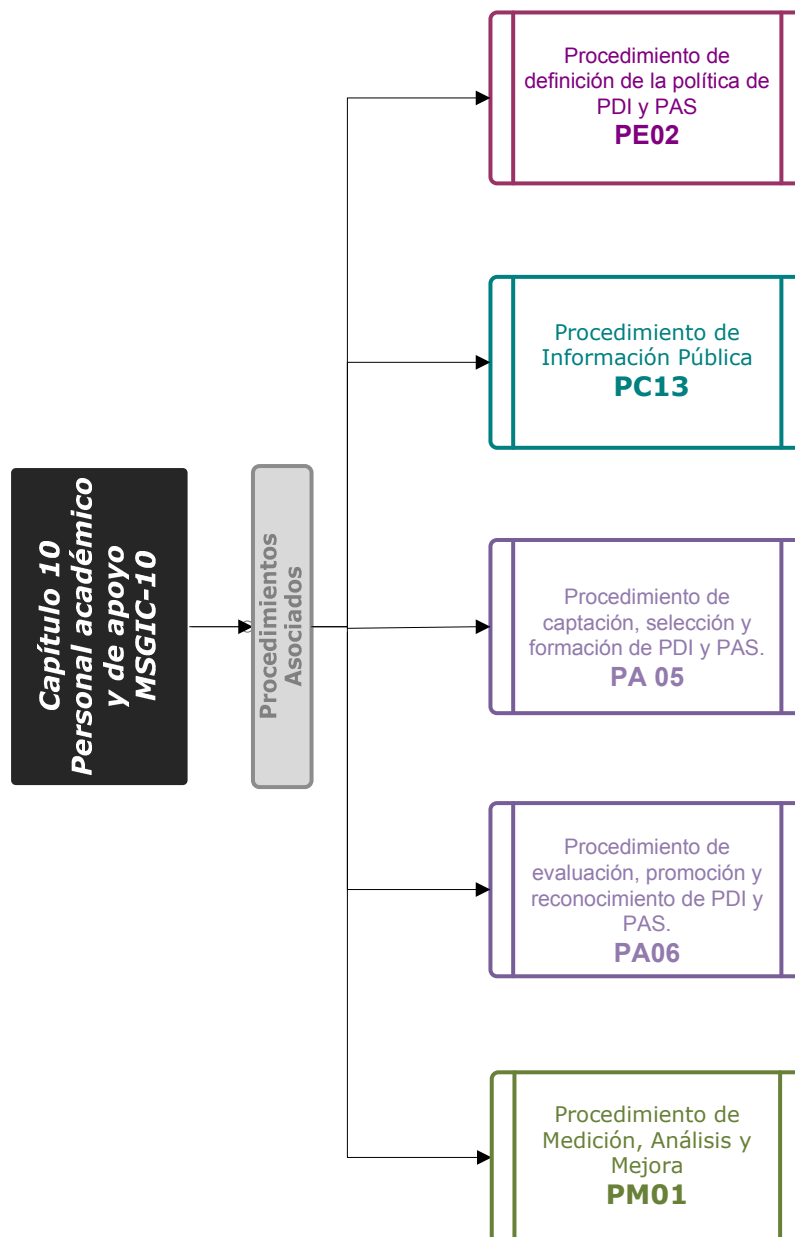 Capítulo 10
Personal académico
y de apoyo
MSGIC-10
Procedimientos
Asociados
Procedimiento de
definición de la política de
PDI y PAS
PE02
Procedimiento de
Información Pública
PC13
Procedimiento de
captación, selección y
formación de PDI y PAS.
PA 05
Procedimiento de
evaluación, promoción y
reconocimiento de PDI y
PAS.
PA06
Procedimiento de
Medición, Análisis y
Mejora
PM01